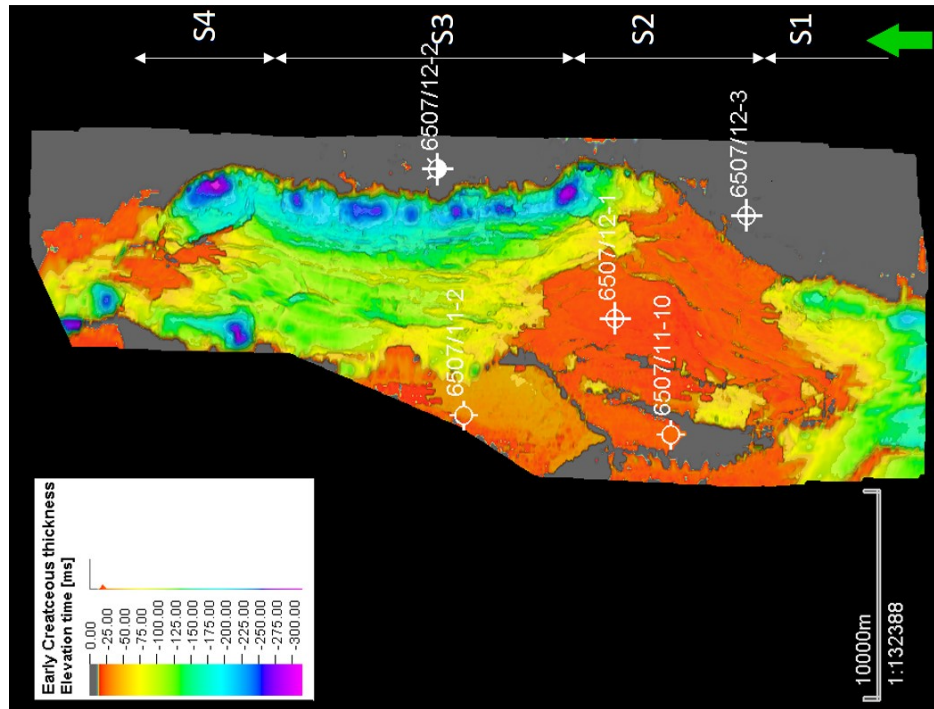 S4
S3
S2
S1
6507/12-2
6507/12-3
6507/12-1
6507/11-2
6507/11-10
Early Creatceous thickness
Elevation time [ms]
0.00
-25.00
-50.00
-75.00
-100.00
-125.00
-150.00
-175.00
-200.00
-225.00
-250.00
-275.00
-300.00
10000m
1:132388